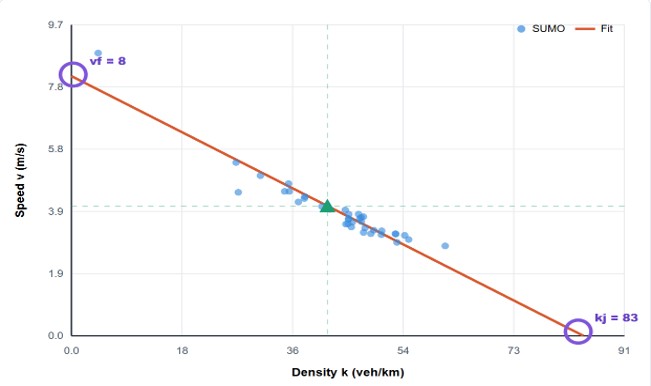 9.7
SUMO Fit
vf = 8
7.8
5.8
Speed v (m/s)
3.9
1.9
kj = 83
0.0
0.0 18 36 54 73 91
Density k (veh/km)